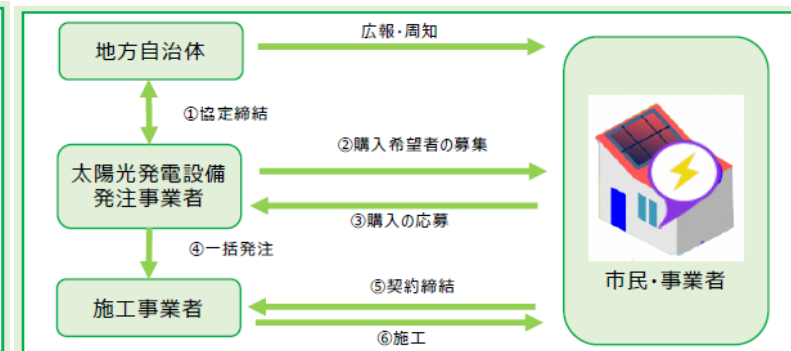 地方自治体
広報・周知
①協定締結
②購入希望者の募集
太陽光発電設備
発注事業者
③購入の応募
④一括発注
市民・事業者
⑤契約締結
施工事業者
⑥施工